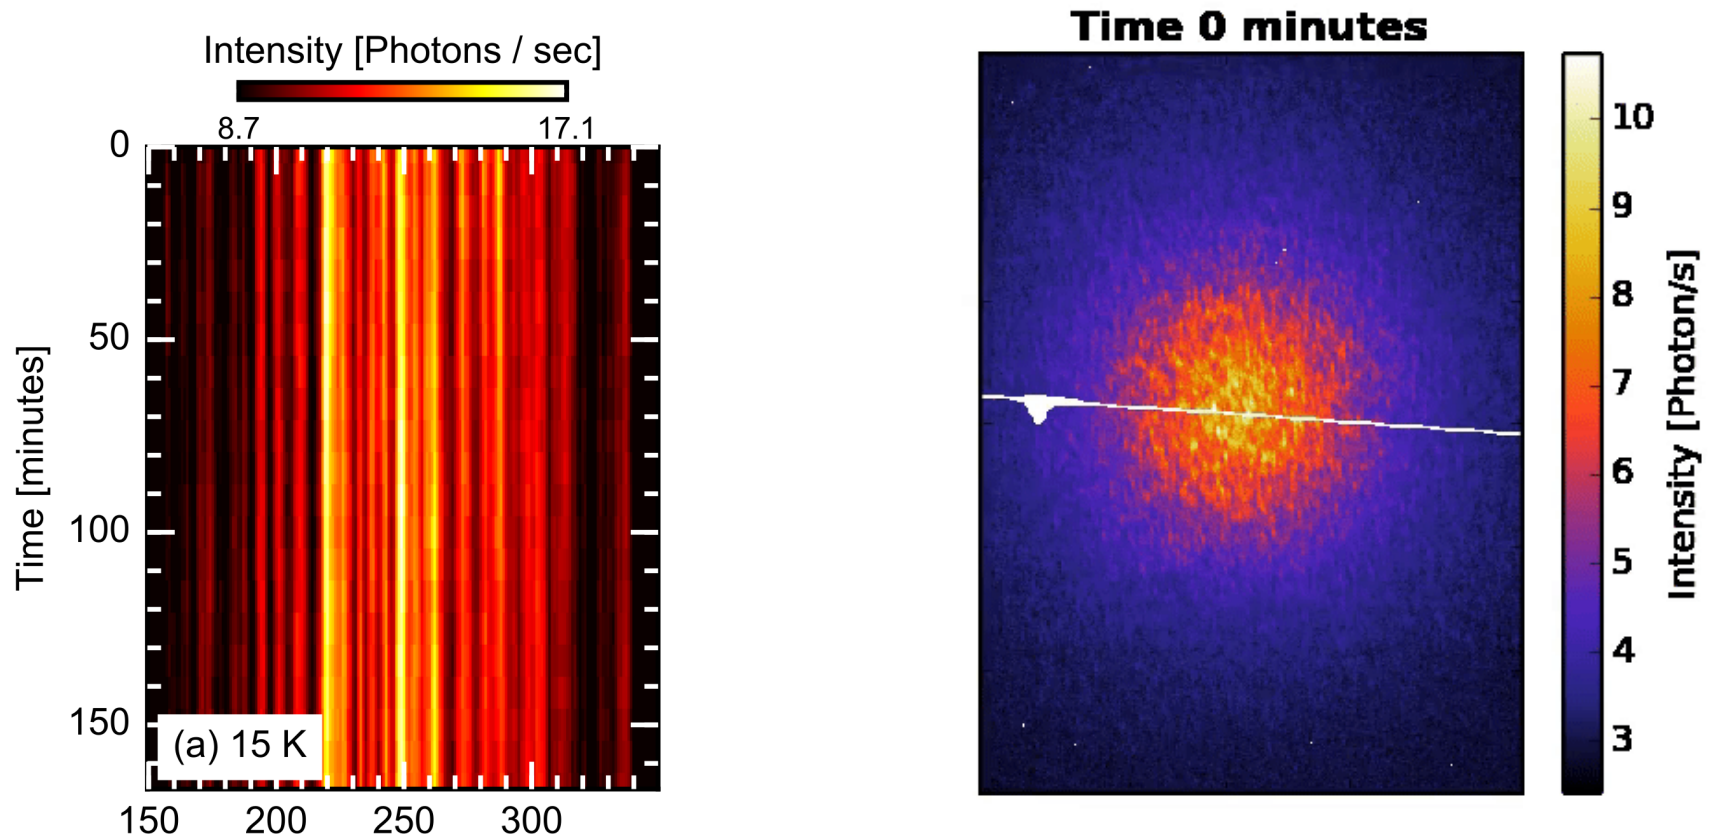 Intensity [Photons / sec]
8.7 17.1
0
50
100
150
Time [minutes]
(a) 15 K
150 200 250 300
Time 0 minutes
10
9
8
7
6
5
4
3
Intensity [Photon/s]